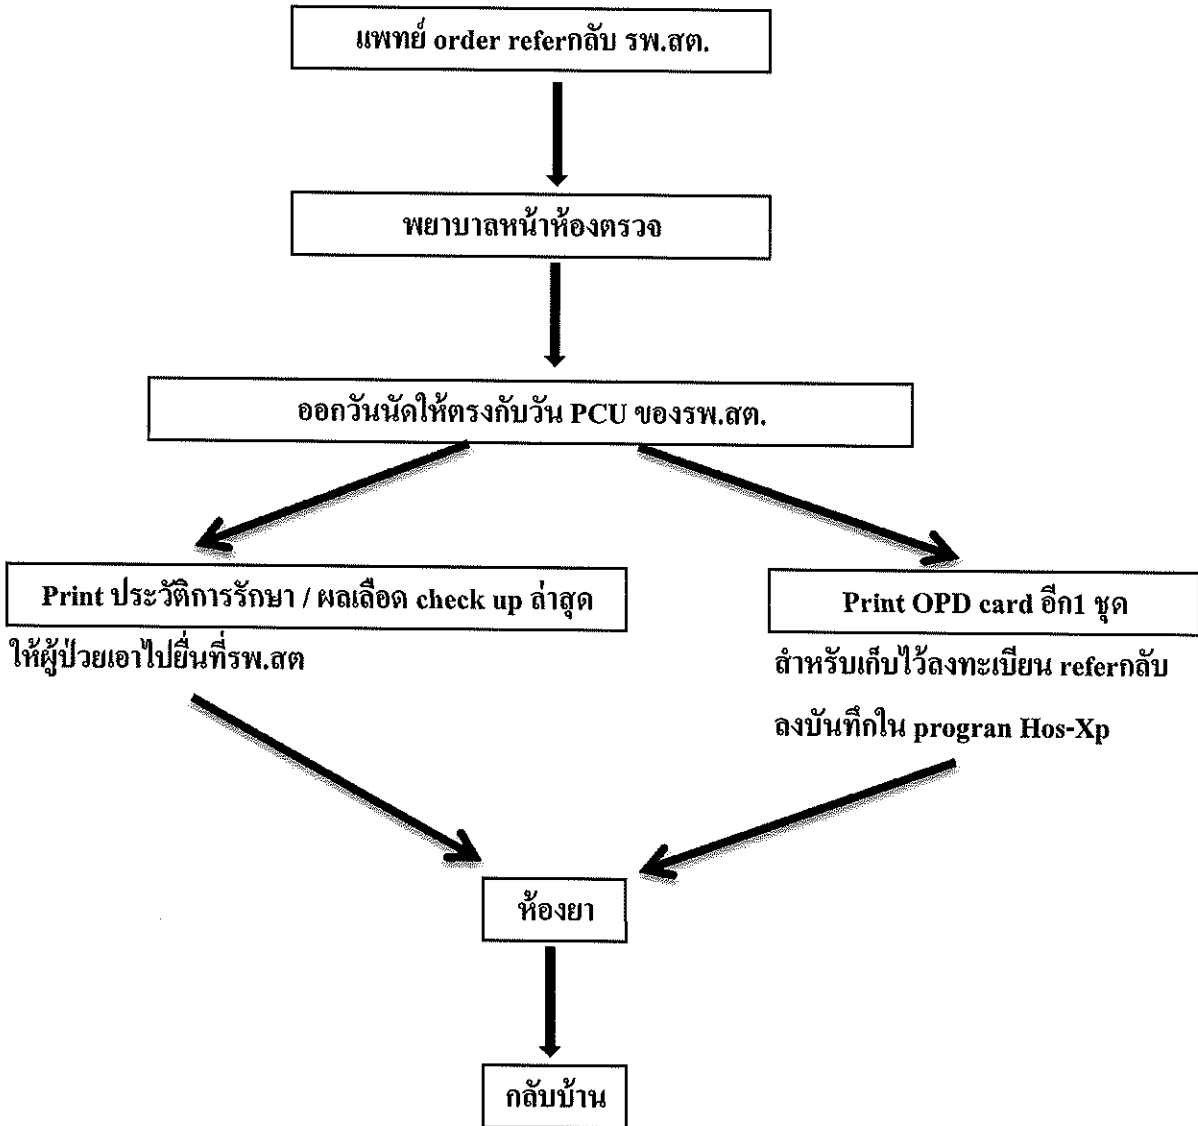 แพทย์ order referกลับ รพ.สต.
พยาบาลหน้าห้องตรวจ
ออกวันนัดให้ตรงกับวัน PCU ของรพ.สต.
Print ประวัติการรักษา / ผลเลือด check up ล่าสุด
ให้ผู้ป่วยเอาไปยื่นที่รพ.สต
Print OPD card อีก1 ชุด
สำหรับเก็บไว้ลงทะเบียน referกลับ
ลงบันทึกใน progran Hos-Xp
ห้องยา
กลับบ้าน